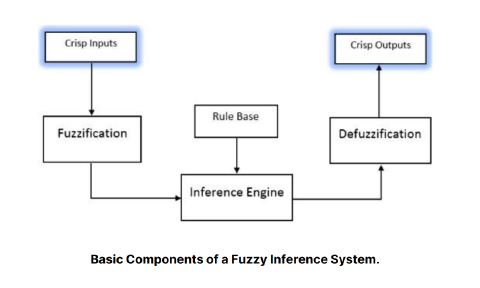 Crisp Inputs
Crisp Outputs
Rule Base
Fuzzification
Defuzzification
Inference Engine
Basic Components of a Fuzzy Inference System.